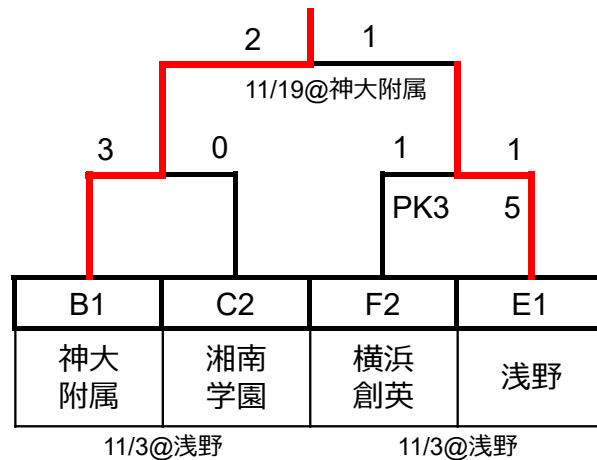 2 1
11/19@神大附属
3 0 1 1
PK3 5
B1 C2 F2 E1
神大 湘南 横浜 浅野
附属 学園 創英
11/3@浅野 11/3@浅野